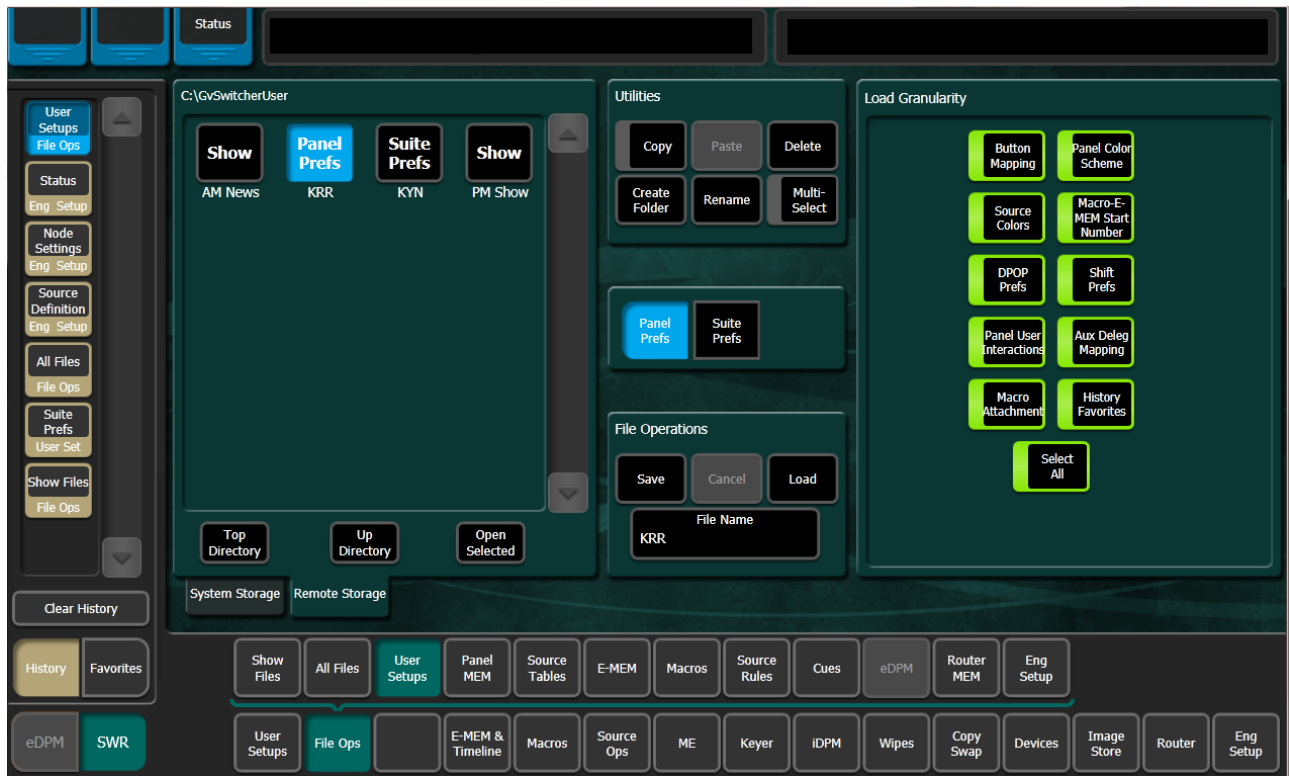 Status
User
Setups
File Ops
Status
Eng Setup
Node
Settings
Eng Setup
Source
Definition
Eng Setup
All Files
File Ops
Suite
Prefs
User Set
Show Files
File Ops
Clear History
History
Favorites
eDPM
SWR
C:\GvSwitcherUser
Show
AM News
Panel
Prefs
KRR
Suite
Prefs
KYN
Show
PM Show
Top
Directory
Up
Directory
Open
Selected
System Storage
Remote Storage
Utilities
Copy
Paste
Delete
Create
Folder
Rename
Multi-
Select
Panel
Prefs
Suite
Prefs
File Operations
Save
Cancel
Load
File Name
KRR
Load Granularity
Button
Mapping
Panel Color
Scheme
Source
Colors
Macro-E-
MEM Start
Number
DPOP
Prefs
Shift
Prefs
Panel User
Interactions
Aux Deleg
Mapping
Macro
Attachment
History
Favorites
Select
All
Show
Files
All Files
User
Setups
Panel
MEM
Source
Tables
E-MEM
Macros
Source
Rules
Cues
eDPM
Router
MEM
Eng
Setup
User
Setups
File Ops
E-MEM &
Timeline
Macros
Source
Ops
ME
Keyer
iDPM
Wipes
Copy
Swap
Devices
Image
Store
Router
Eng
Setup